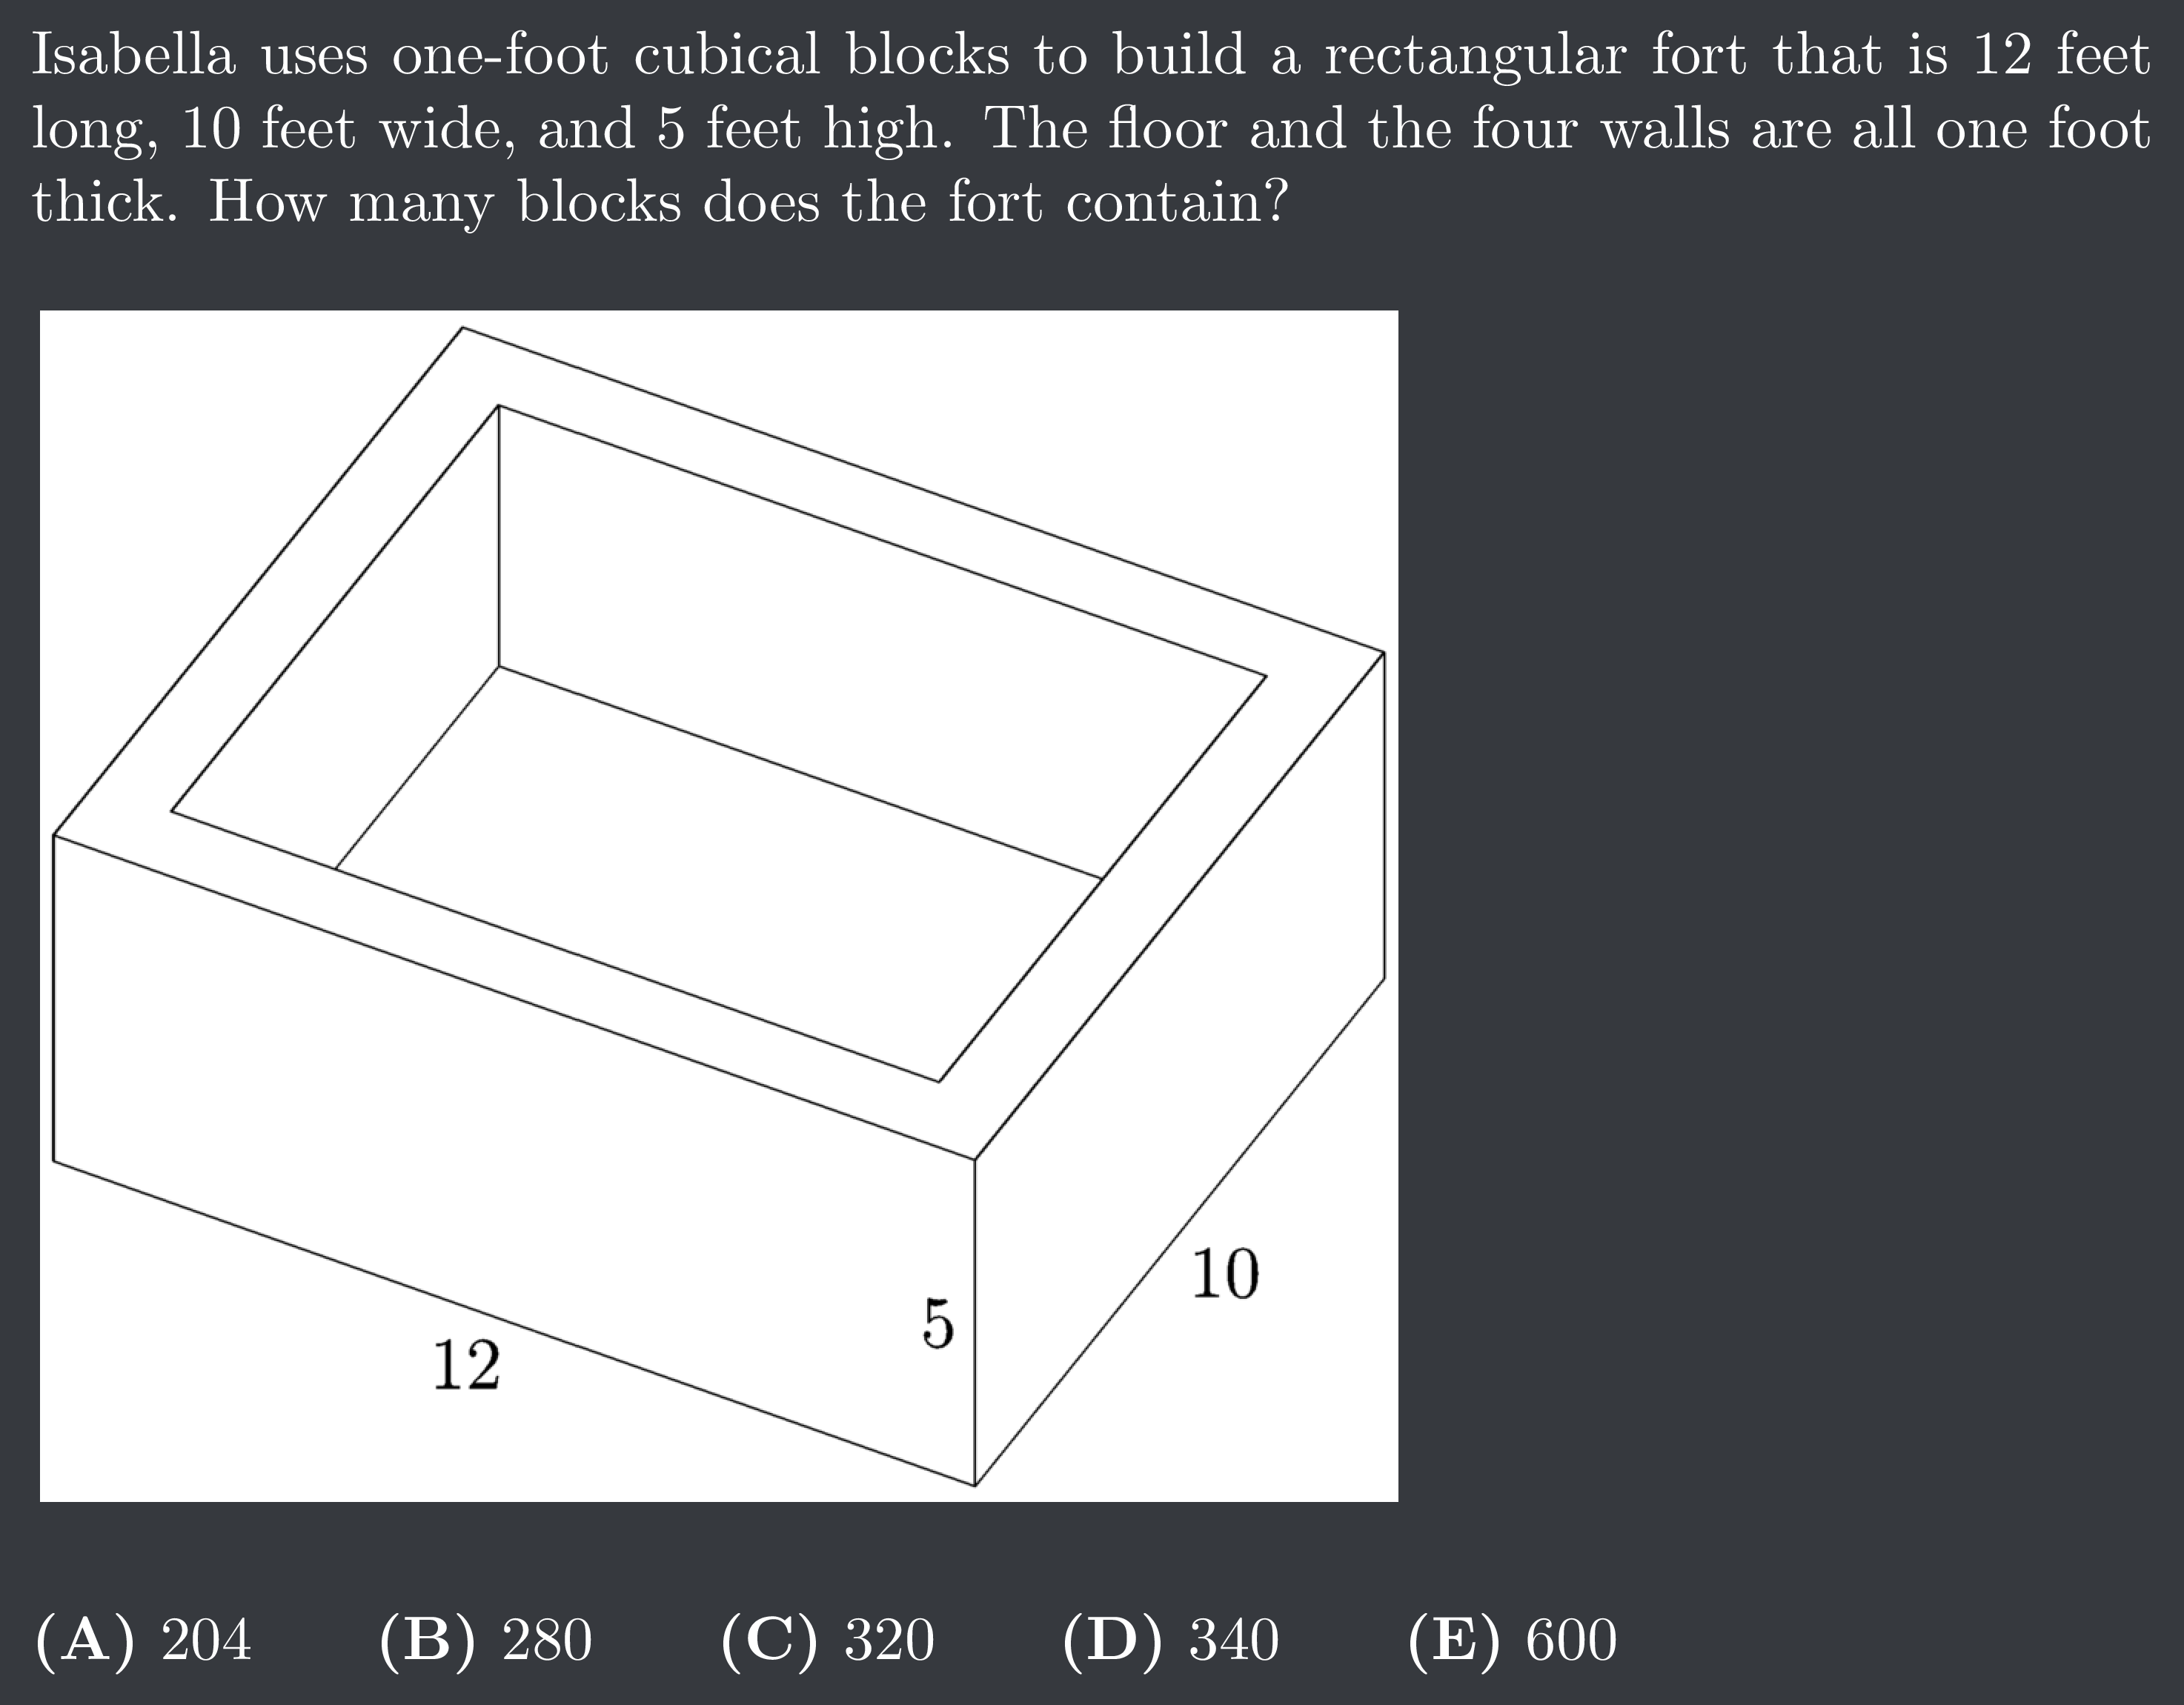 Isabella uses one-foot cubical blocks to build a rectangular fort that is 12 feet
long, 10 feet wide, and 5 feet high. The floor and the four walls are all one foot
thick. How many blocks does the fort contain?
10
5
12
(A) 204 (B) 280 (C) 320 (D) 340 (E) 600